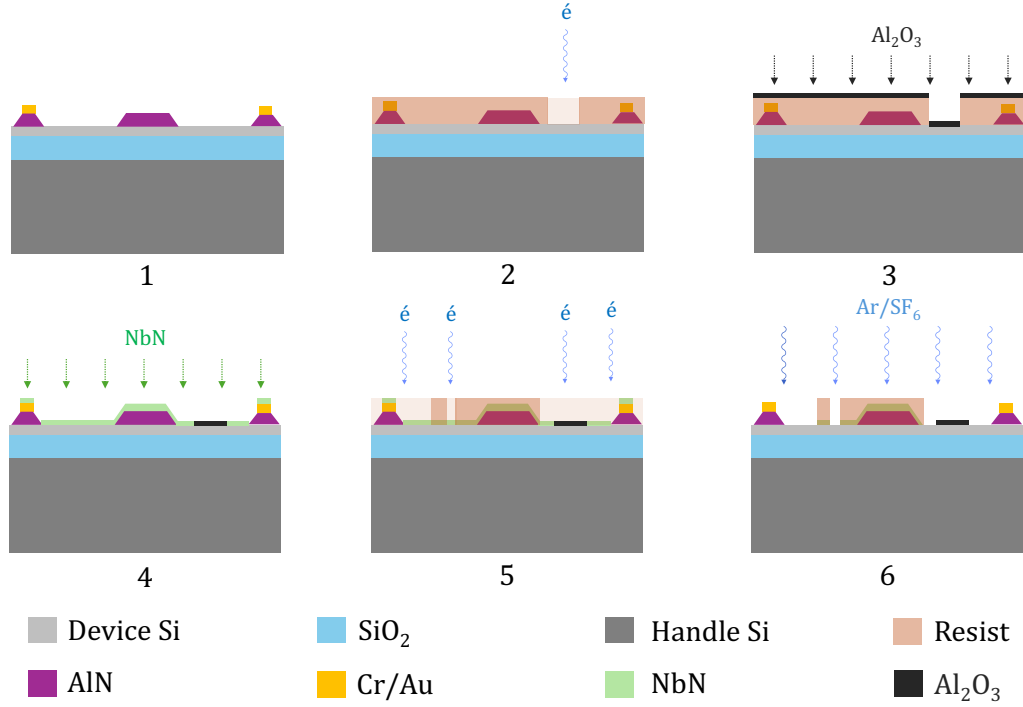 é
Al₂O₃
1
2
3
NbN
é
é
é
é
Ar/SF₆
4
5
6
Device Si
SiO₂
Handle Si
Resist
AlN
Cr/Au
NbN
Al₂O₃